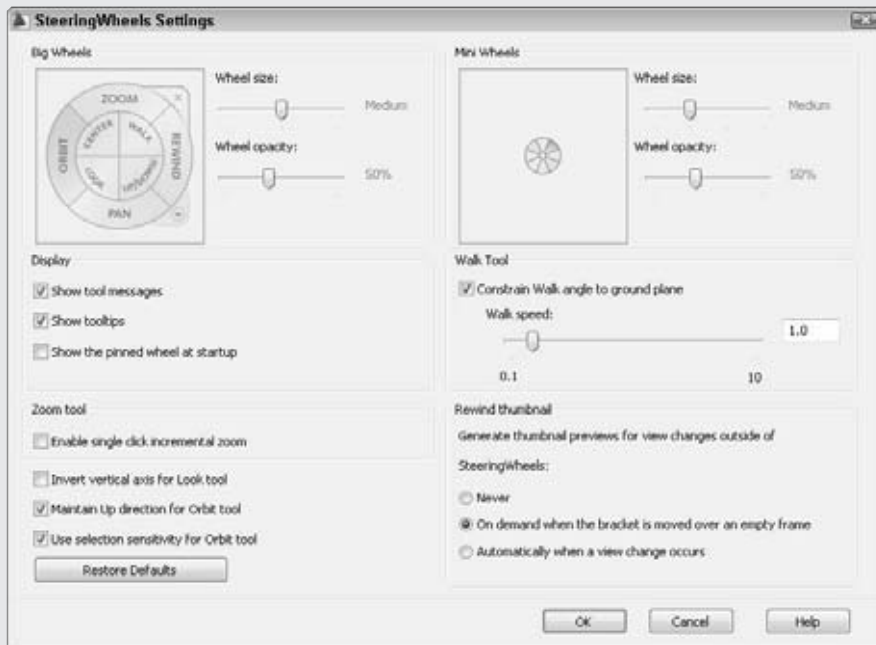 SteeringWheels Settings
Big Wheels
ZOOM
ORBIT
CENTER
WALK
REWIND
LOOK
UP/DOWN
PAN
Wheel size:
Medium
Wheel opacity:
50%
Mini Wheels
Wheel size:
Medium
Wheel opacity:
50%
Display
Show tool messages
Show tooltips
Show the pinned wheel at startup
Walk Tool
Constrain Walk angle to ground plane
Walk speed:
1.0
0.1 10
Zoom tool
Enable single click incremental zoom
Invert vertical axis for Look tool
Maintain Up direction for Orbit tool
Use selection sensitivity for Orbit tool
Restore Defaults
Rewind thumbnail
Generate thumbnail previews for view changes outside of
SteeringWheels:
Never
On demand when the bracket is moved over an empty frame
Automatically when a view change occurs
OK Cancel Help